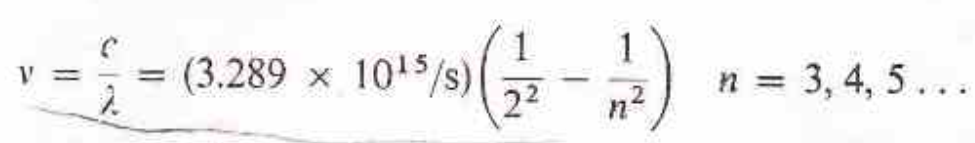 ν = c/λ = (3.289 × 10¹⁵/s)(1/2² − 1/n²) n = 3, 4, 5 . . .